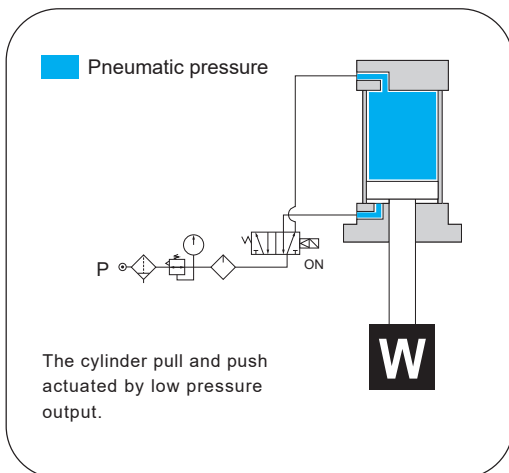 Pneumatic pressure
P
ON
W
The cylinder pull and push
actuated by low pressure
output.